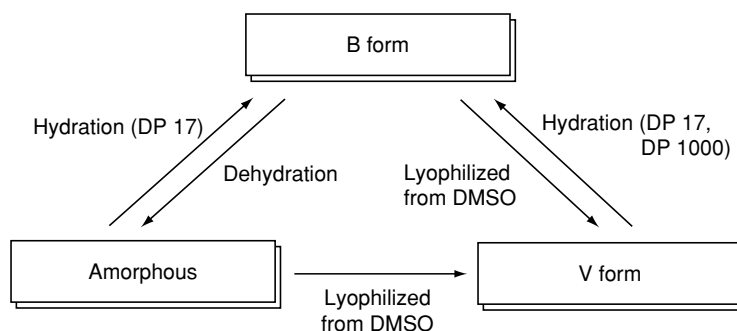 B form
Hydration (DP 17)
Dehydration
Hydration (DP 17,
DP 1000)
Lyophilized
from DMSO
Amorphous
V form
Lyophilized
from DMSO